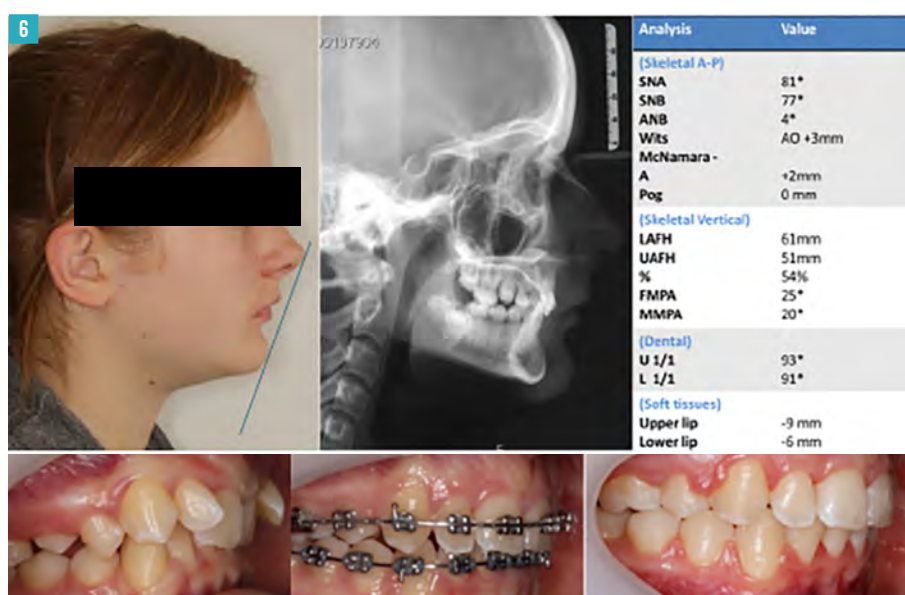 6
Analysis Value
(Skeletal A-P)
SNA 81*
SNB 77*
ANB 4*
Wits AO +3mm
McNamara -
A +2mm
Pog 0 mm
(Skeletal Vertical)
LAFH 61mm
UAFH 51mm
% 54%
FMPA 25*
MMPA 20*
(Dental)
U 1/1 93*
L 1/1 91*
(Soft tissues)
Upper lip -9 mm
Lower lip -6 mm